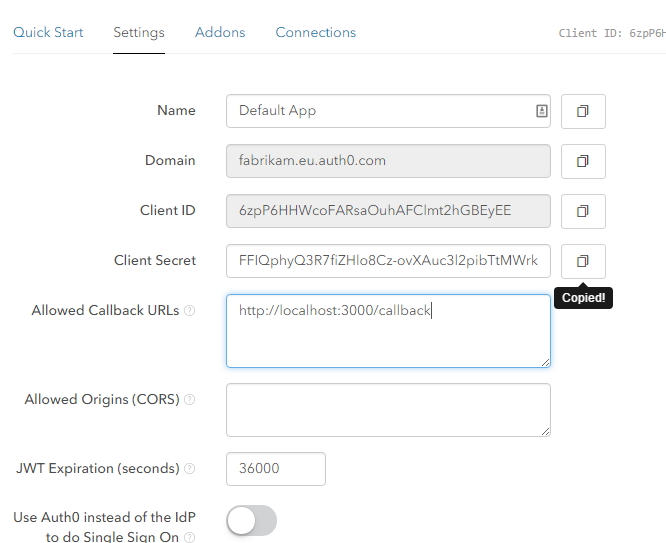 Quick Start Settings Addons Connections Client ID: 6zpP6H
Name Default App
Domain fabrikam.eu.auth0.com
Client ID 6zpP6HHWcoFARsaOuhAFClmt2hGBEyEE
Client Secret FFIQphyQ3R7fiZHlo8Cz-ovXAuc3l2pibTtMWrk
Copied!
Allowed Callback URLs ? http://localhost:3000/callback
Allowed Origins (CORS) ?
JWT Expiration (seconds) ? 36000
Use Auth0 instead of the IdP
to do Single Sign On ?